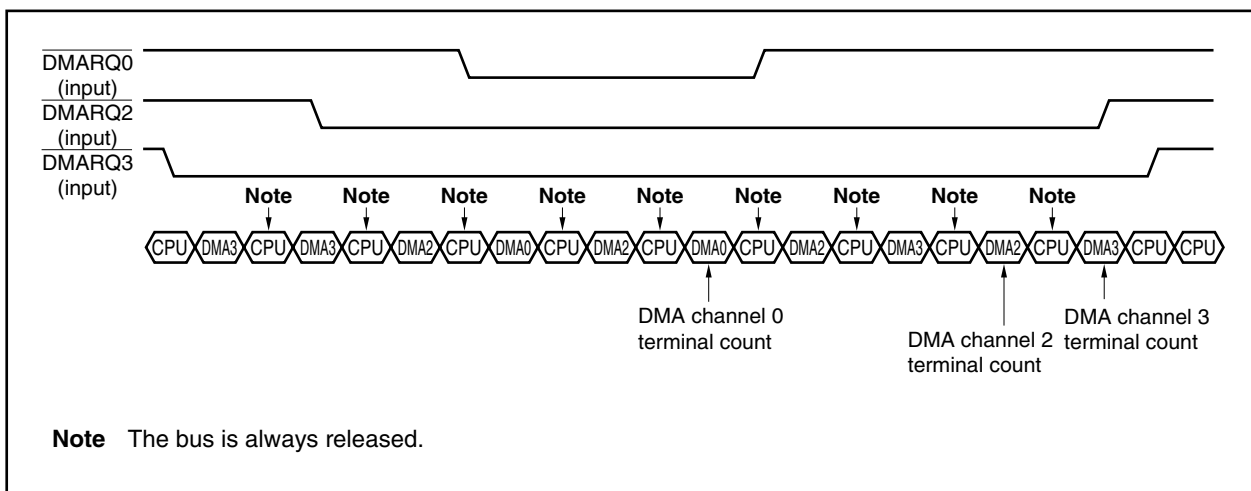 DMARQ0
(input)
DMARQ2
(input)
DMARQ3
(input)
Note Note Note Note Note Note Note Note Note
CPU DMA3 CPU DMA3 CPU DMA2 CPU DMA0 CPU DMA2 CPU DMA0 CPU DMA2 CPU DMA3 CPU DMA2 CPU DMA3 CPU CPU
DMA channel 0
terminal count
DMA channel 2
terminal count
DMA channel 3
terminal count
Note The bus is always released.